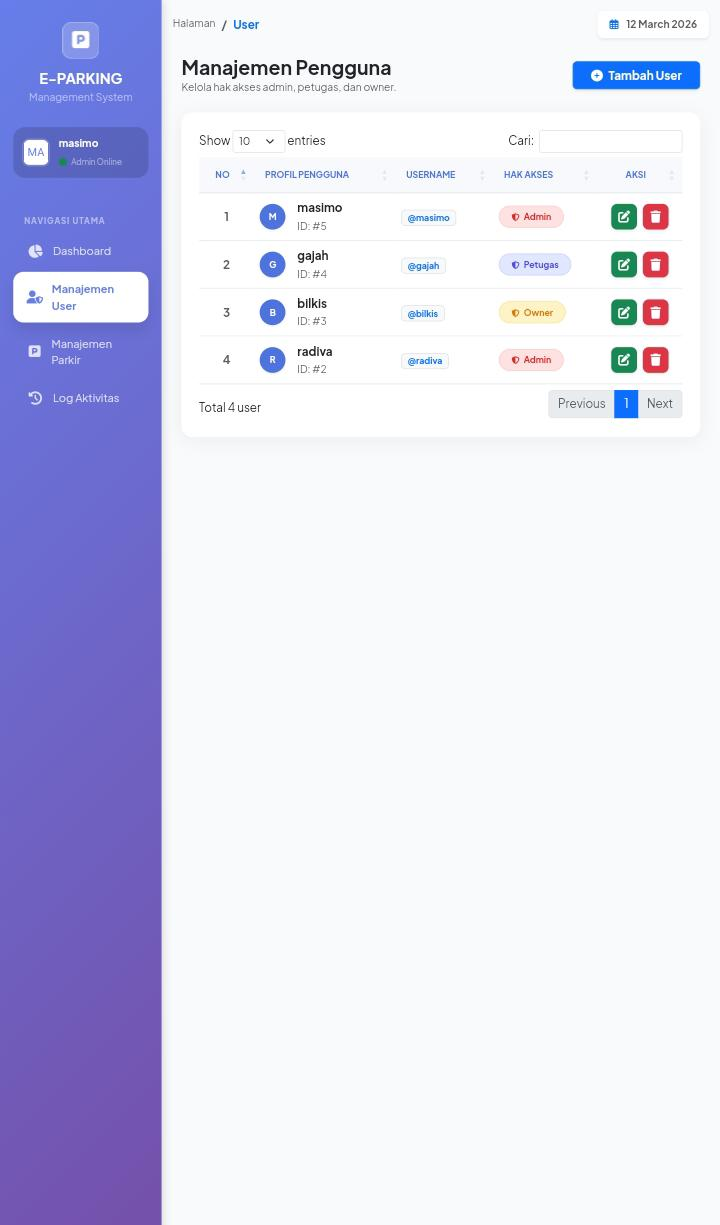 E-PARKING
Management System
MA
masimo
Admin Online
NAVIGASI UTAMA
Dashboard
Manajemen
User
Manajemen
Parkir
Log Aktivitas
Halaman / User
12 March 2026
Manajemen Pengguna
Kelola hak akses admin, petugas, dan owner.
Tambah User
Show 10 entries
Cari:
NO PROFIL PENGGUNA USERNAME HAK AKSES AKSI
1 M masimo @masimo Admin
ID: #5
2 G gajah @gajah Petugas
ID: #4
3 B bilkis @bilkis Owner
ID: #3
4 R radiva @radiva Admin
ID: #2
Total 4 user
Previous 1 Next